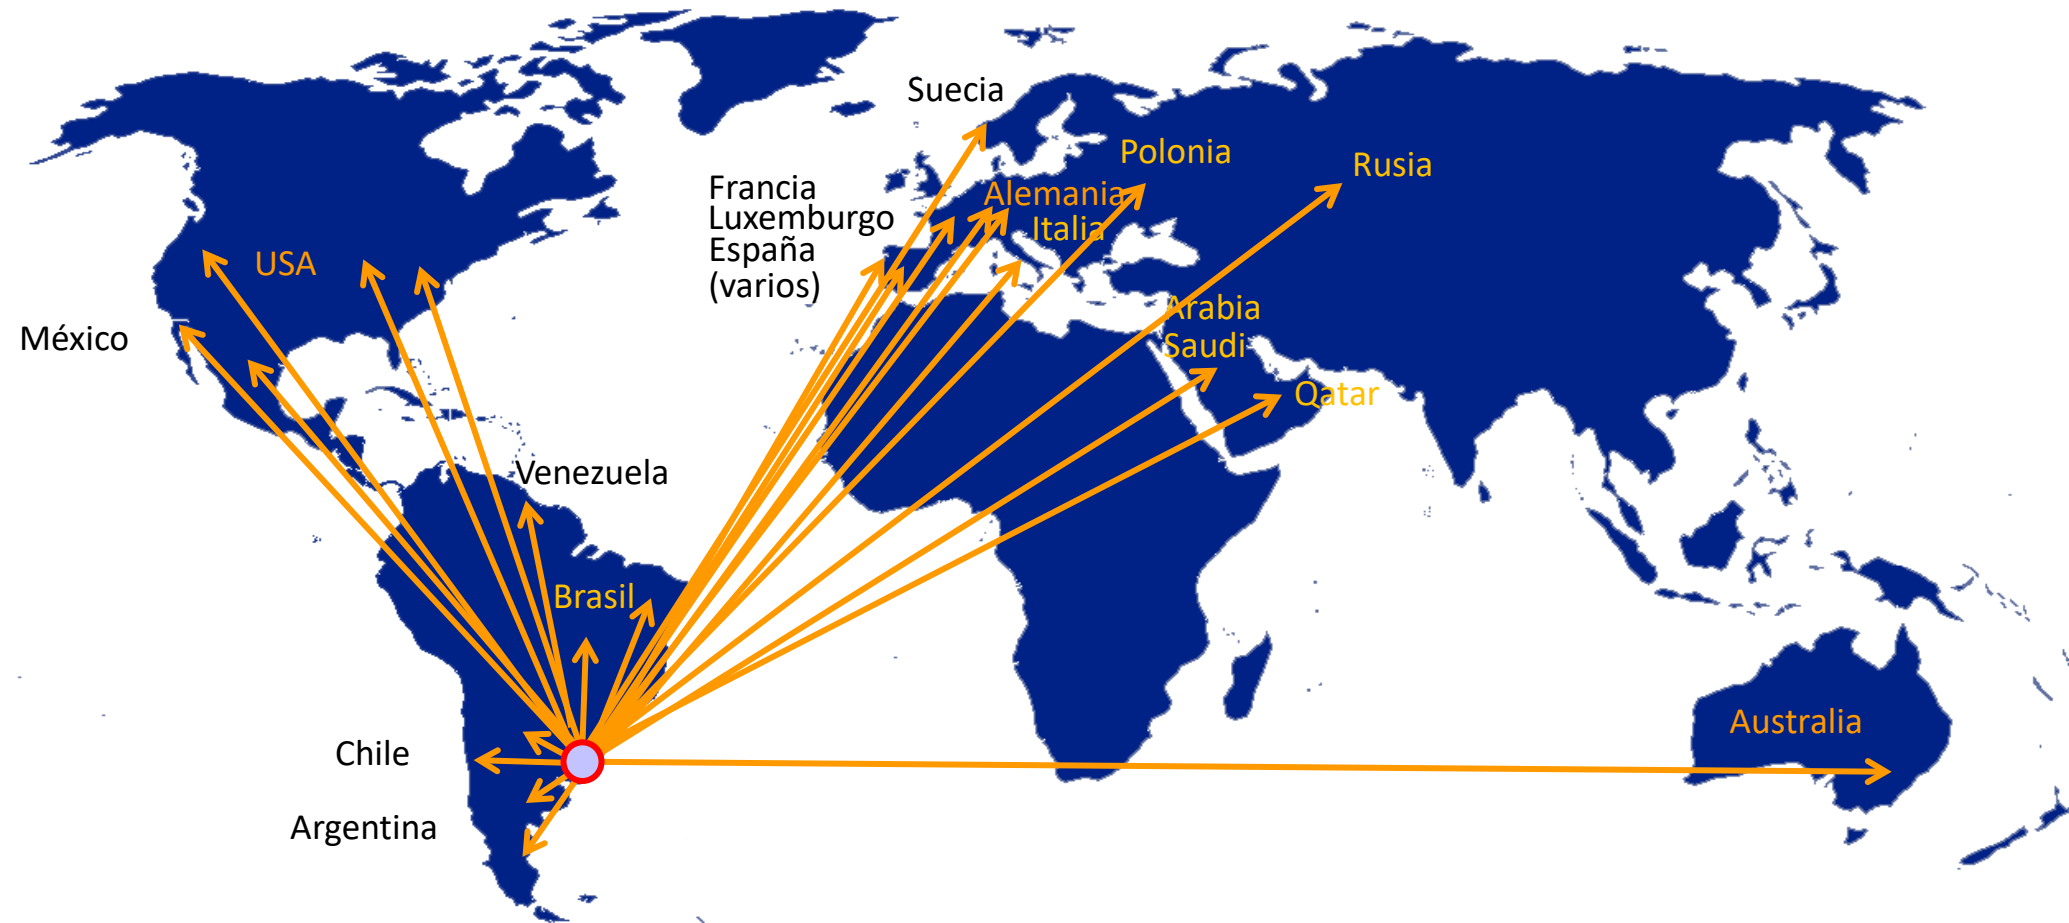 Suecia
Polonia
Rusia
Francia
Luxemburgo
España
(varios)
Alemania
Italia
USA
México
Arabia
Saudi
Qatar
Venezuela
Brasil
Australia
Chile
Argentina